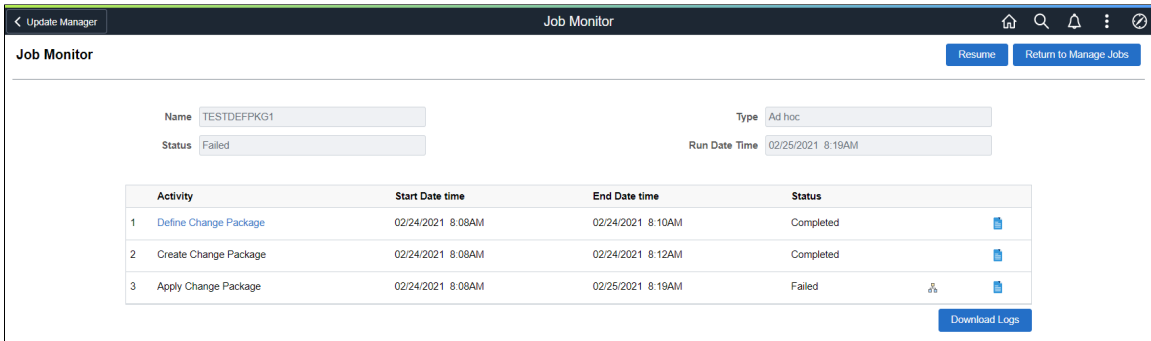 Update Manager Job Monitor
Job Monitor Resume Return to Manage Jobs
Name TESTDEFPKG1 Type Ad hoc
Status Failed Run Date Time 02/25/2021 8:19AM
Activity Start Date time End Date time Status
1 Define Change Package 02/24/2021 8:08AM 02/24/2021 8:10AM Completed
2 Create Change Package 02/24/2021 8:08AM 02/24/2021 8:12AM Completed
3 Apply Change Package 02/24/2021 8:08AM 02/25/2021 8:19AM Failed
Download Logs